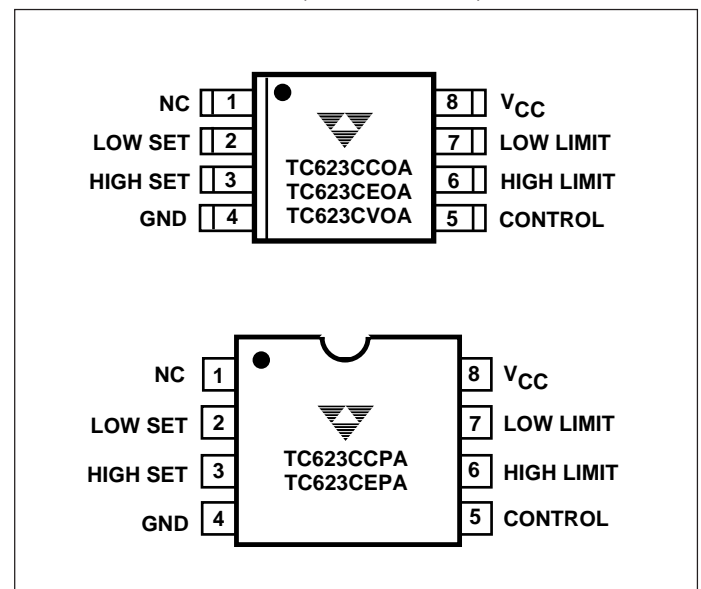 NC 1 8 VCC
LOW SET 2 7 LOW LIMIT
HIGH SET 3 6 HIGH LIMIT
GND 4 5 CONTROL
TC623CCOA
TC623CEOA
TC623CVOA
NC 1 8 VCC
LOW SET 2 7 LOW LIMIT
HIGH SET 3 6 HIGH LIMIT
GND 4 5 CONTROL
TC623CCPA
TC623CEPA